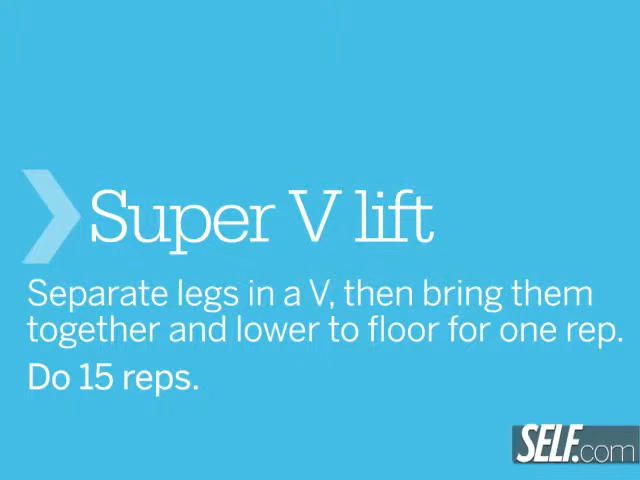 Super V lift
Separate legs in a V, then bring them
together and lower to floor for one rep.
Do 15 reps.
SELF.com